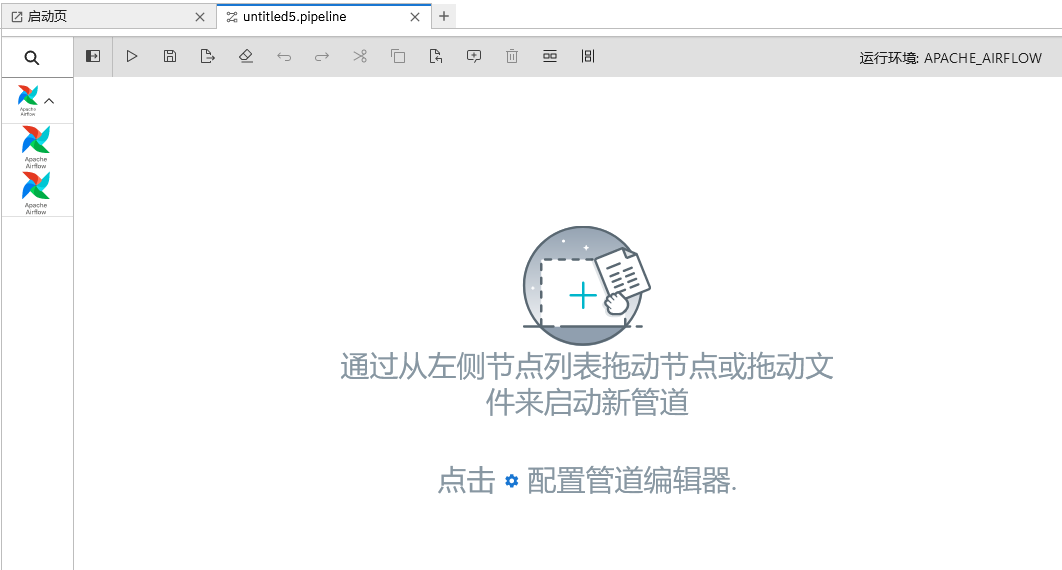 启动页
untitled5.pipeline
运行环境: APACHE_AIRFLOW
Apache
Airflow
Apache
Airflow
Apache
Airflow
通过从左侧节点列表拖动节点或拖动文
件来启动新管道
点击 配置管道编辑器.